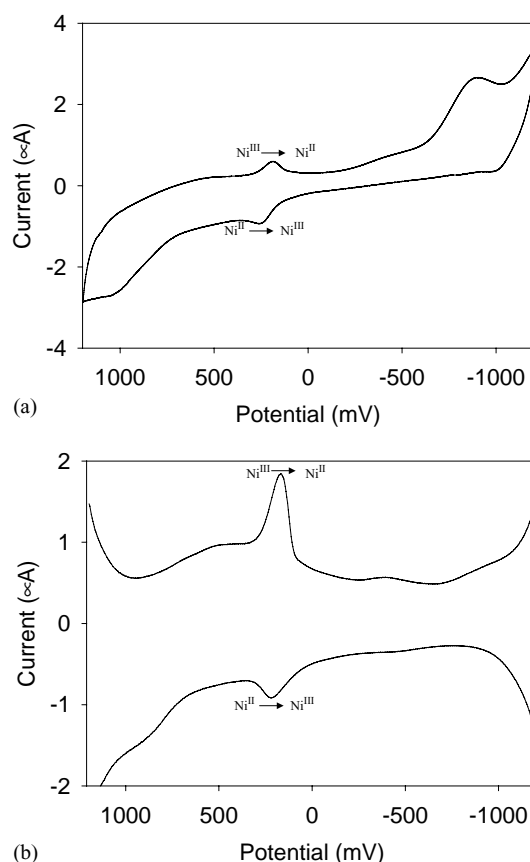 4
2
0
-2
-4
Current (∝A)
Ni^III → Ni^II
Ni^II → Ni^III
1000 500 0 -500 -1000
(a)
Potential (mV)
2
1
0
-1
-2
Current (∝A)
Ni^III → Ni^II
Ni^II → Ni^III
1000 500 0 -500 -1000
(b)
Potential (mV)